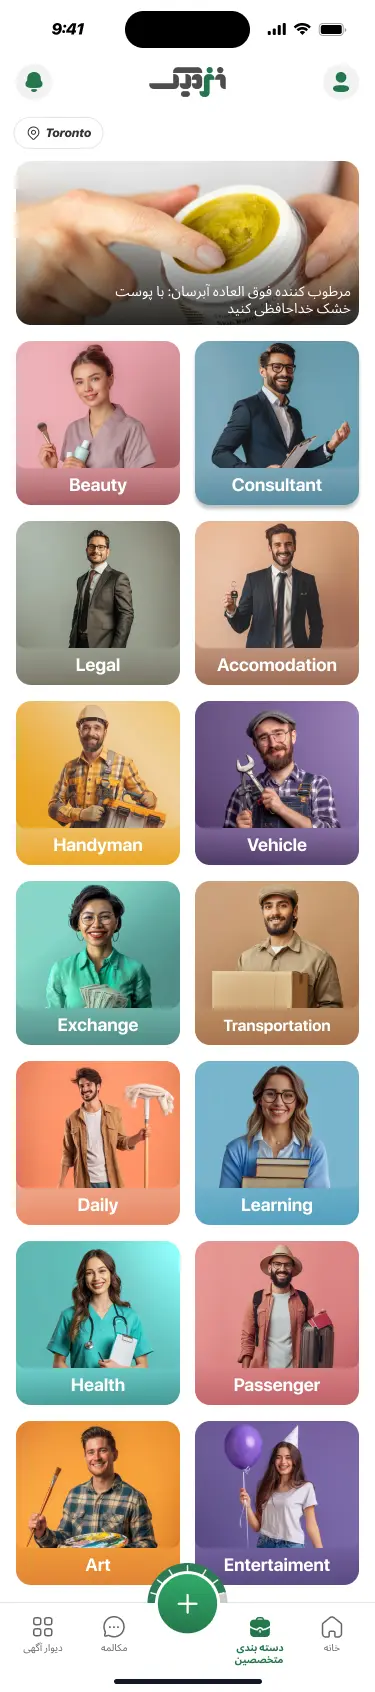 9:41
نزدیک
Toronto
مرطوب کننده فوق العاده آبرسان: با پوست
خشک خداحافظی کنید
Beauty
Consultant
Legal
Accomodation
Handyman
Vehicle
Exchange
Transportation
Daily
Learning
Health
Passenger
Art
Entertaiment
خانه
دسته بندی
متخصصین
مکالمه
دیوار آگهی